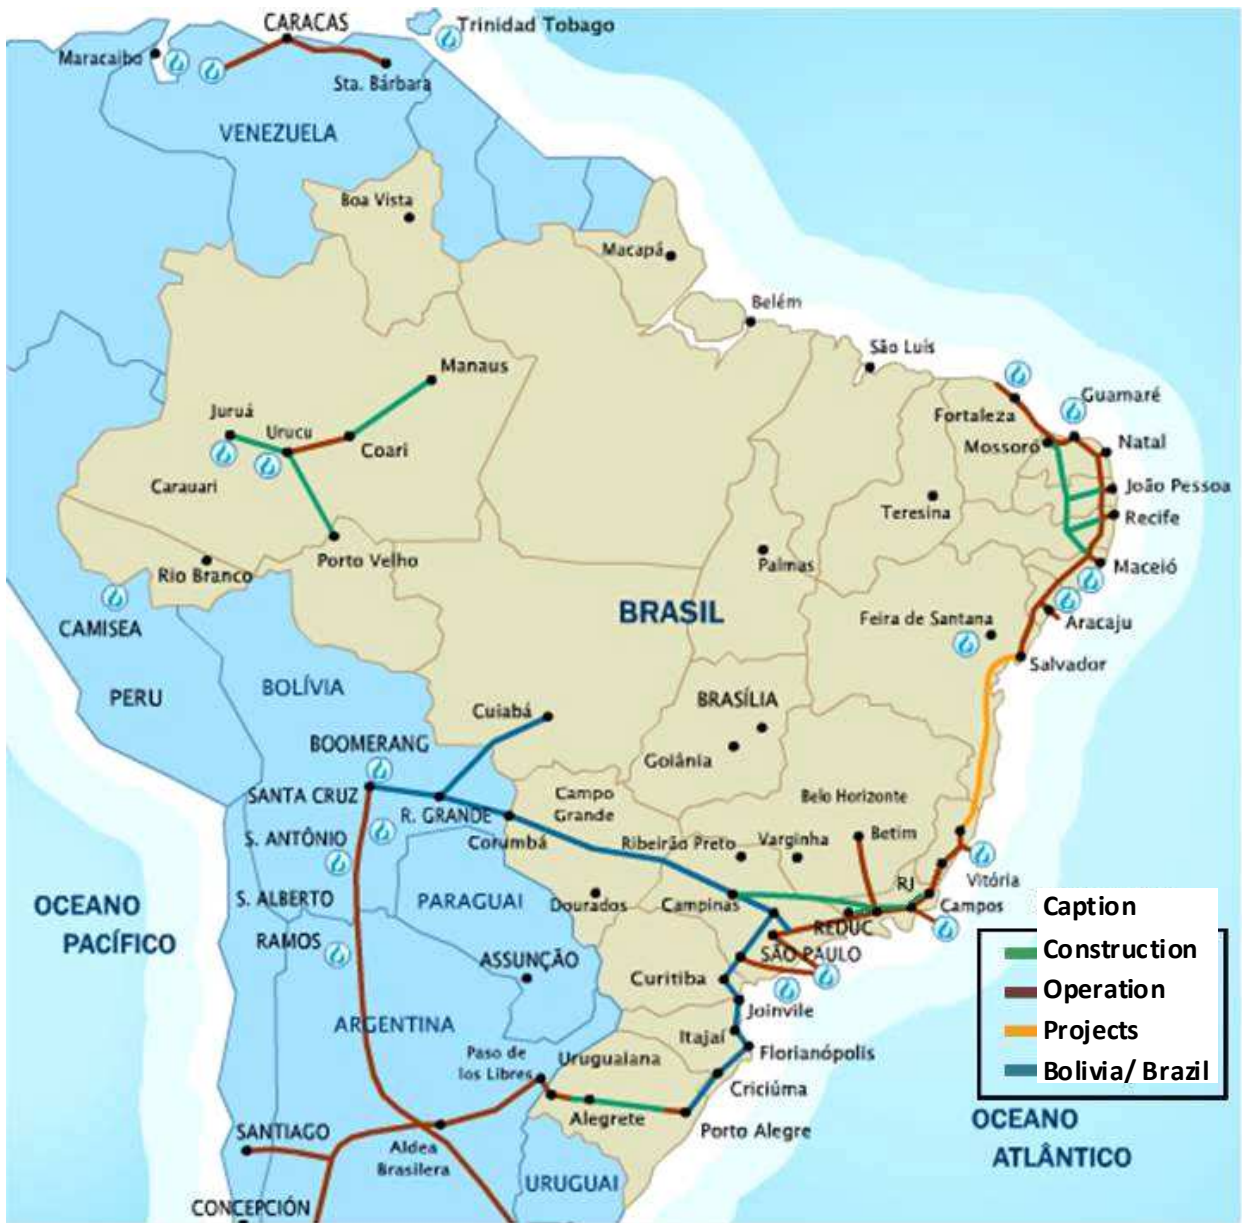 CARACAS
Trinidad Tobago
Maracaibo
Sta. Bárbara
VENEZUELA
Boa Vista
Macapá
Belém
São Luis
Manaus
Juruá
Urucu
Coari
Carauari
Porto Velho
Rio Branco
Guamaré
Fortaleza
Mossoró
Natal
João Pessoa
Recife
Teresina
Maceió
Palmas
BRASIL
Feira de Santana
Aracaju
Salvador
CAMISEA
PERU
BOLÍVIA
BRASÍLIA
Cuiabá
Goiânia
BOOMERANG
SANTA CRUZ
R. GRANDE
Campo
Grande
Belo Horizonte
Corumbá
Ribeirão Preto
Varginha
Betim
S. ANTÔNIO
S. ALBERTO
PARAGUAI
Dourados
Campinas
RJ
Vitória
Campos
REDUC
OCEANO
PACÍFICO
RAMOS
ASSUNÇÃO
SÃO PAULO
Curitiba
Joinvile
ARGENTINA
Itajaí
Florianópolis
Paso de
los Libres
Uruguaiana
Criciúma
Alegrete
Porto Alegre
SANTIAGO
Aldea
Brasilera
CONCEPCIÓN
URUGUAI
Caption
Construction
Operation
Projects
Bolivia/ Brazil
OCEANO
ATLÂNTICO